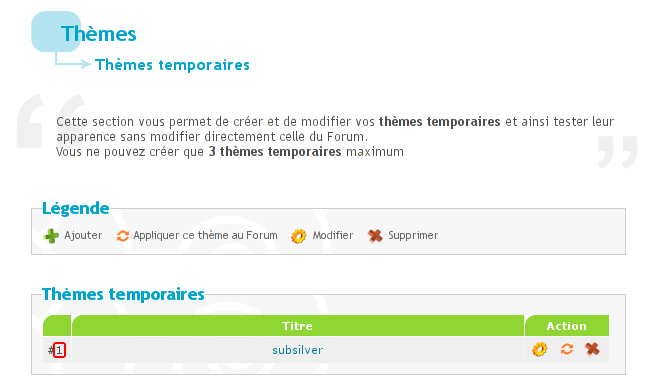 Thèmes
Thèmes temporaires
Cette section vous permet de créer et de modifier vos thèmes temporaires et ainsi tester leur
apparence sans modifier directement celle du Forum.
Vous ne pouvez créer que 3 thèmes temporaires maximum
Légende
Ajouter Appliquer ce thème au Forum Modifier Supprimer
Thèmes temporaires
Titre Action
#1 subsilver